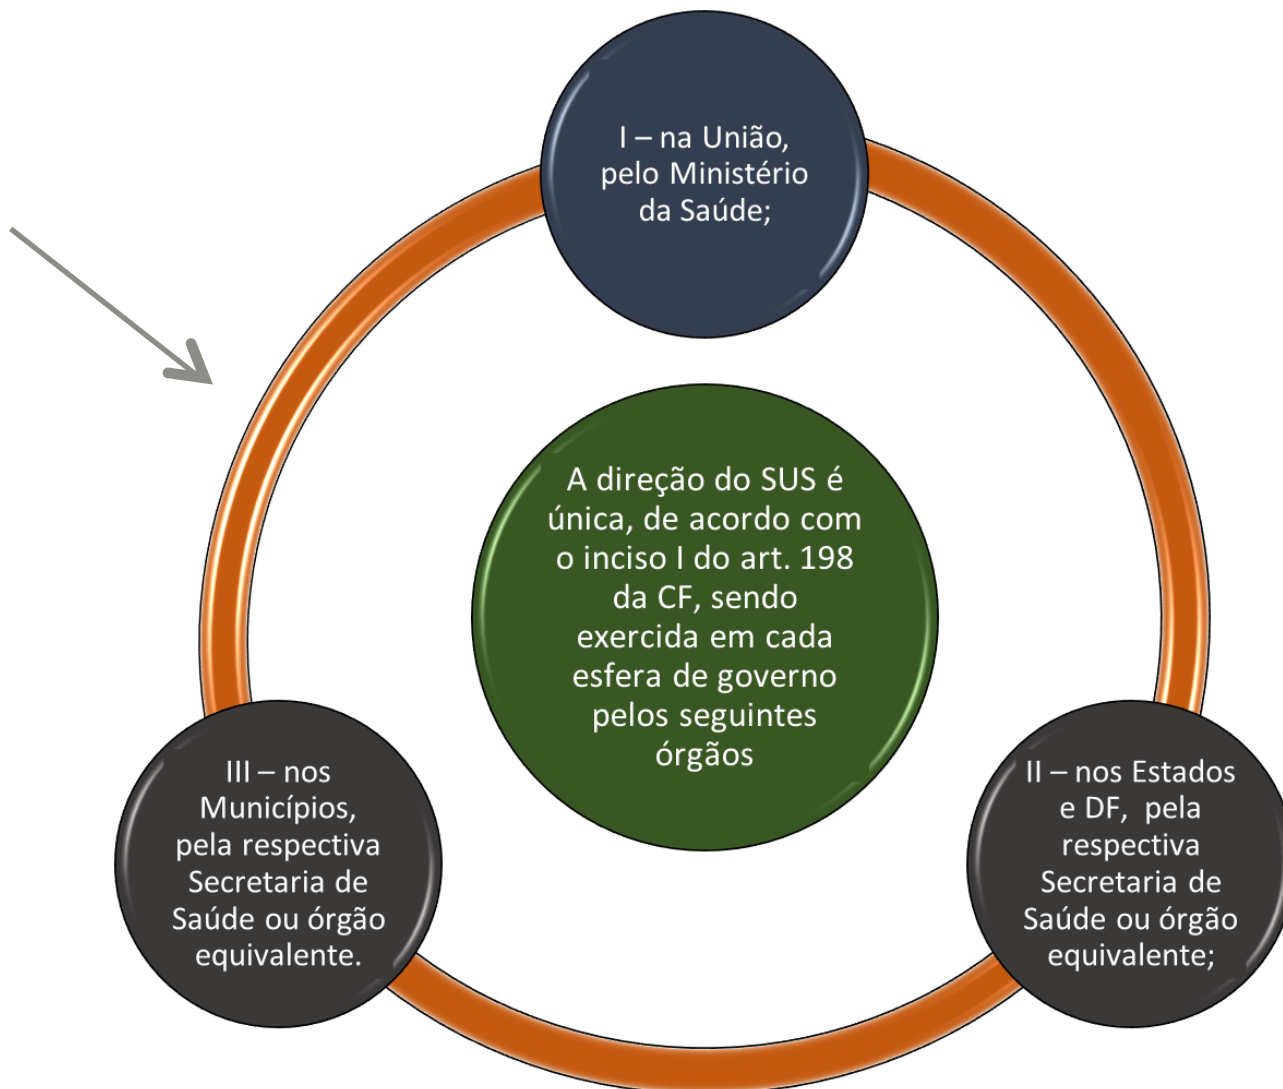 I – na União,
pelo Ministério
da Saúde;
A direção do SUS é
única, de acordo com
o inciso I do art. 198
da CF, sendo
exercida em cada
esfera de governo
pelos seguintes
órgãos
II – nos Estados
e DF,  pela
respectiva
Secretaria de
Saúde ou órgão
equivalente;
III – nos
Municípios,
pela respectiva
Secretaria de
Saúde ou órgão
equivalente.